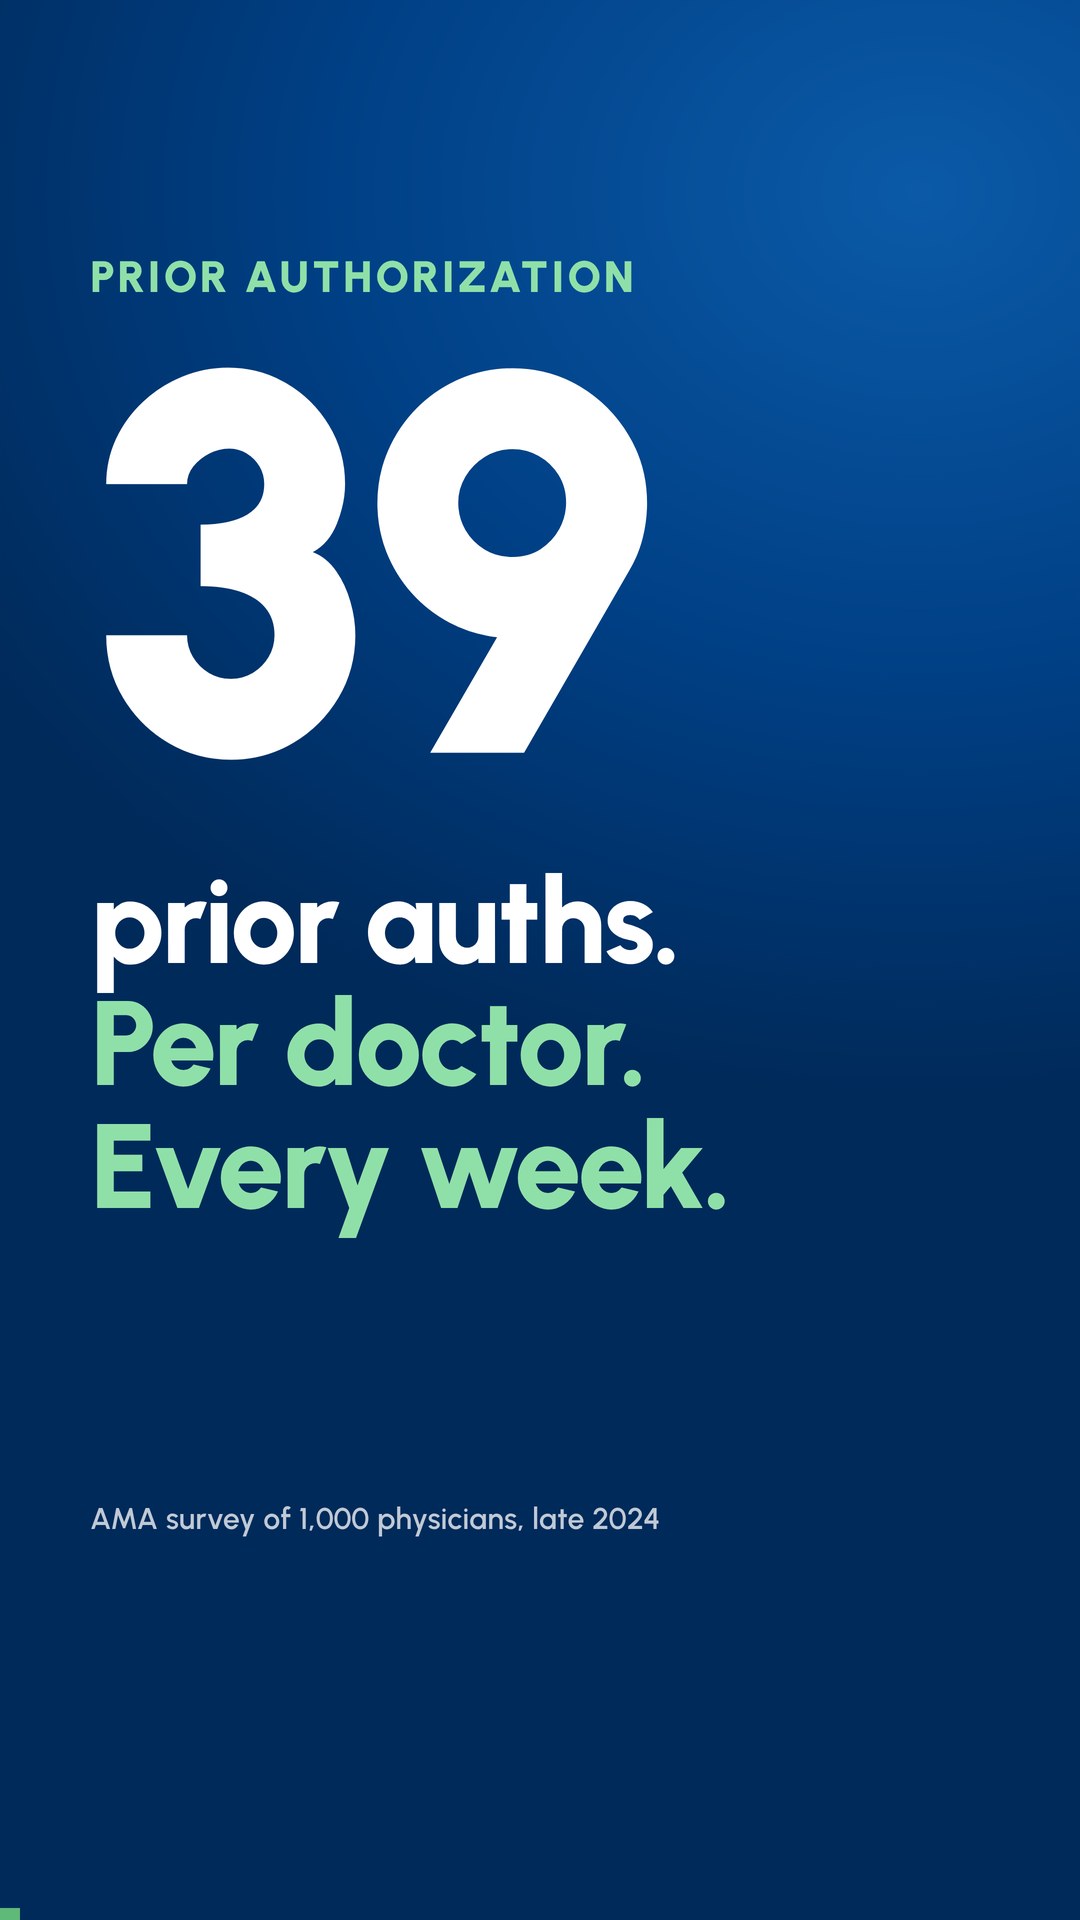 PRIOR AUTHORIZATION
39
prior auths.
Per doctor.
Every week.
AMA survey of 1,000 physicians, late 2024